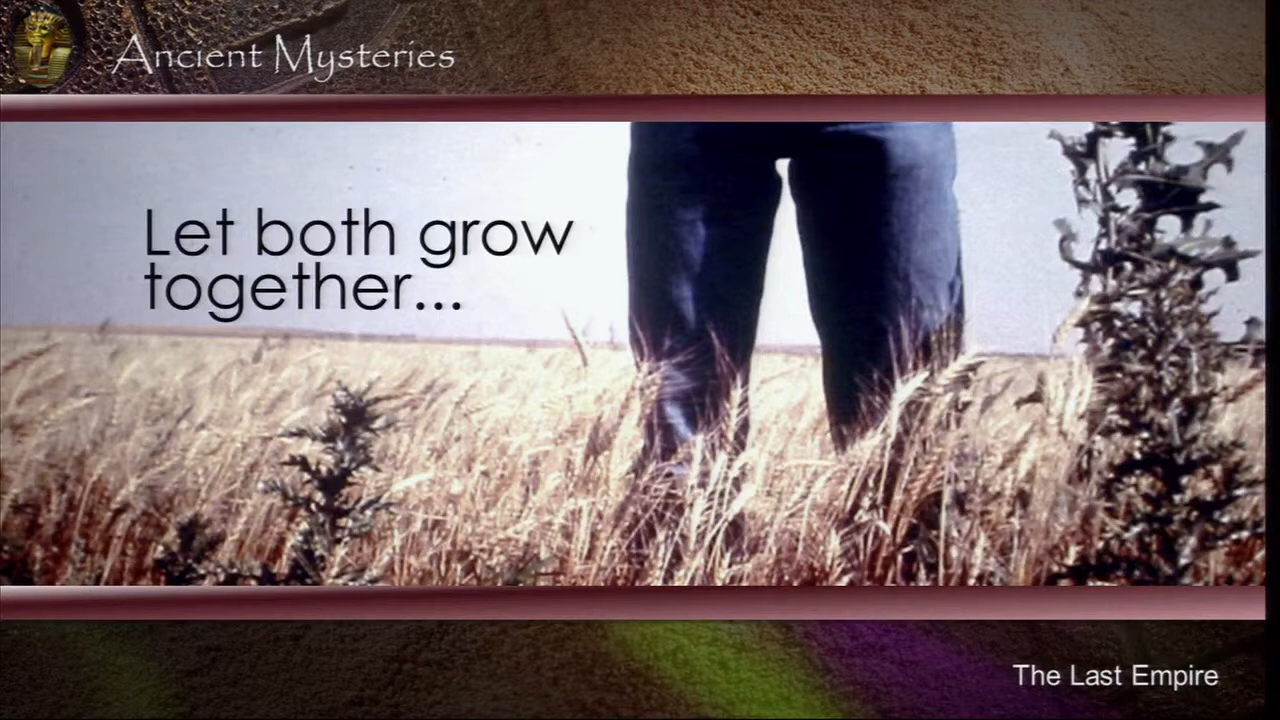 Ancient Mysteries
Let both grow
together...
The Last Empire